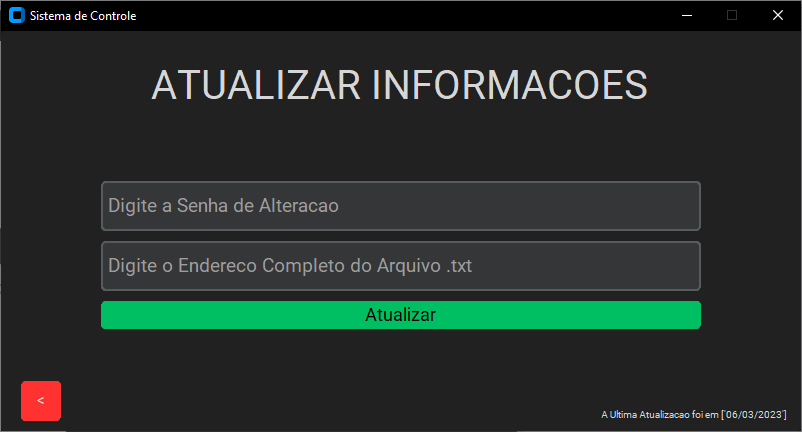 Sistema de Controle
ATUALIZAR INFORMACOES
Digite a Senha de Alteracao
Digite o Endereco Completo do Arquivo .txt
Atualizar
<
A Ultima Atualizacao foi em ['06/03/2023']